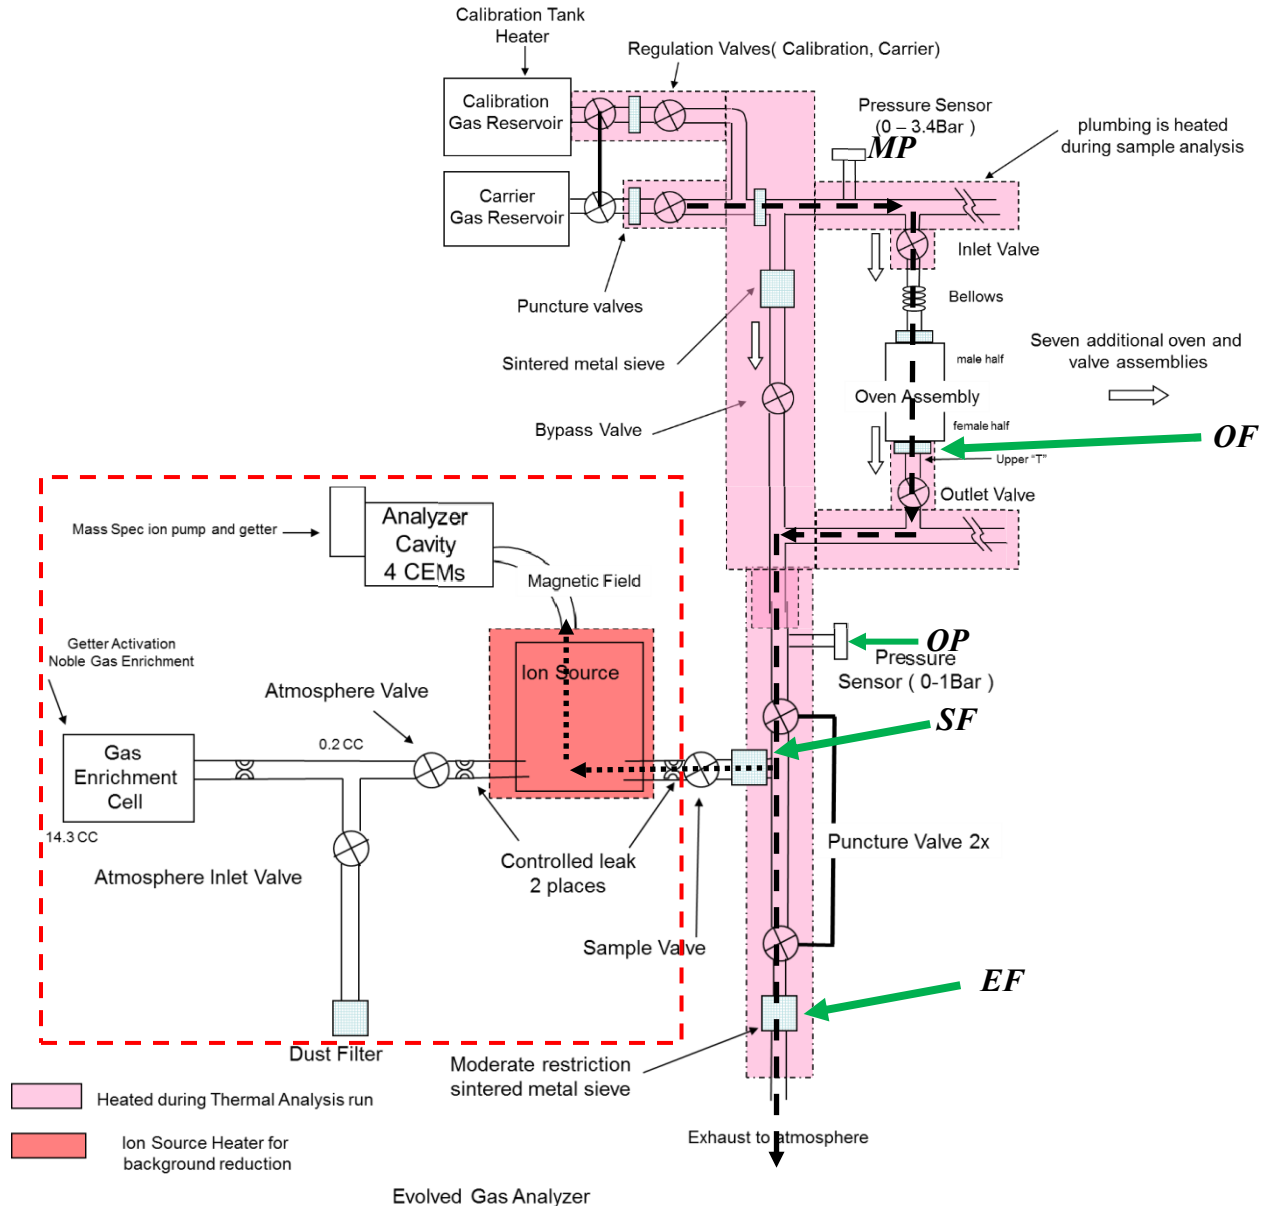 Calibration Tank
Heater
Regulation Valves( Calibration, Carrier)
Calibration
Gas Reservoir
Pressure Sensor
(0 – 3.4Bar )
MP
plumbing is heated
during sample analysis
Carrier
Gas Reservoir
Inlet Valve
Puncture valves
Bellows
Sintered metal sieve
male half
Seven additional oven and
valve assemblies
Oven Assembly
Bypass Valve
female half
OF
Upper “T”
Outlet Valve
Mass Spec ion pump and getter
Analyzer
Cavity
4 CEMs
Magnetic Field
Getter Activation
Noble Gas Enrichment
OP
Pressure
Sensor ( 0-1Bar )
Ion Source
Atmosphere Valve
SF
0.2 CC
Gas
Enrichment
Cell
14.3 CC
Puncture Valve 2x
Controlled leak
2 places
Atmosphere Inlet Valve
Sample Valve
EF
Dust Filter
Moderate restriction
sintered metal sieve
Heated during Thermal Analysis run
Ion Source Heater for
background reduction
Exhaust to atmosphere
Evolved Gas Analyzer